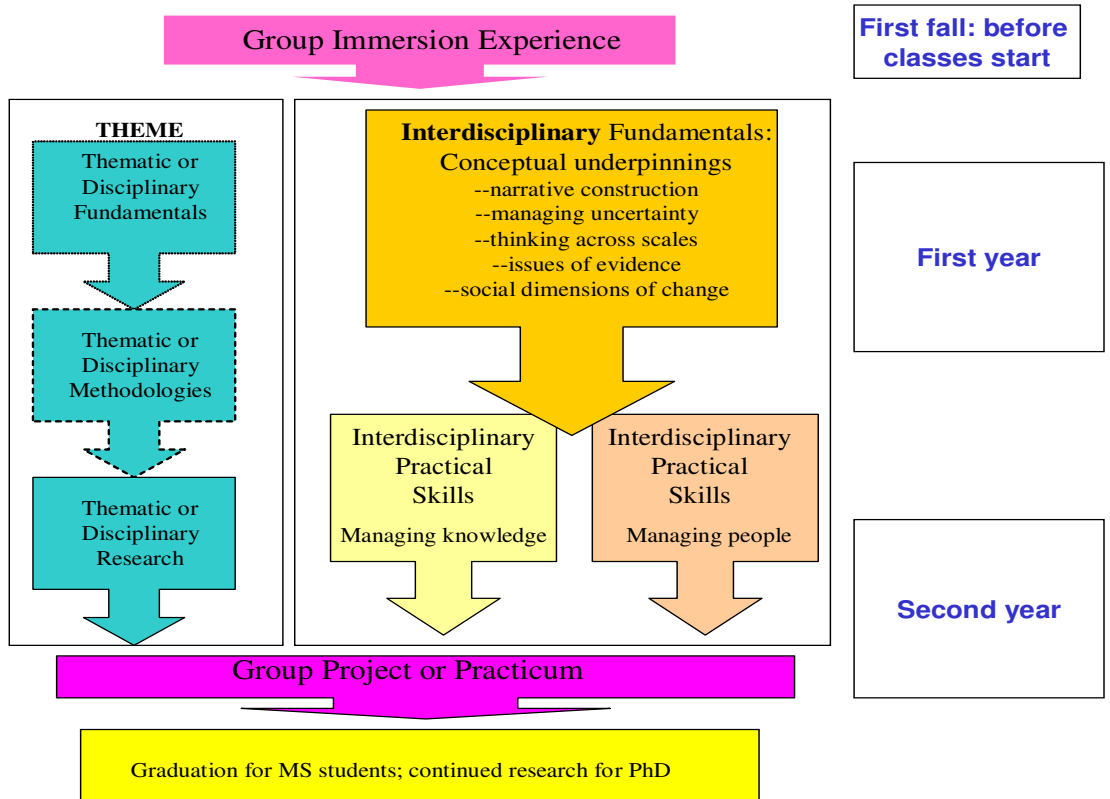 Group Immersion Experience
First fall: before
classes start
THEME
Thematic or
Disciplinary
Fundamentals
Thematic or
Disciplinary
Methodologies
Thematic or
Disciplinary
Research
Interdisciplinary Fundamentals:
Conceptual underpinnings
--narrative construction
--managing uncertainty
--thinking across scales
--issues of evidence
--social dimensions of change
Interdisciplinary
Practical
Skills
Managing knowledge
Interdisciplinary
Practical
Skills
Managing people
First year
Second year
Group Project or Practicum
Graduation for MS students; continued research for PhD